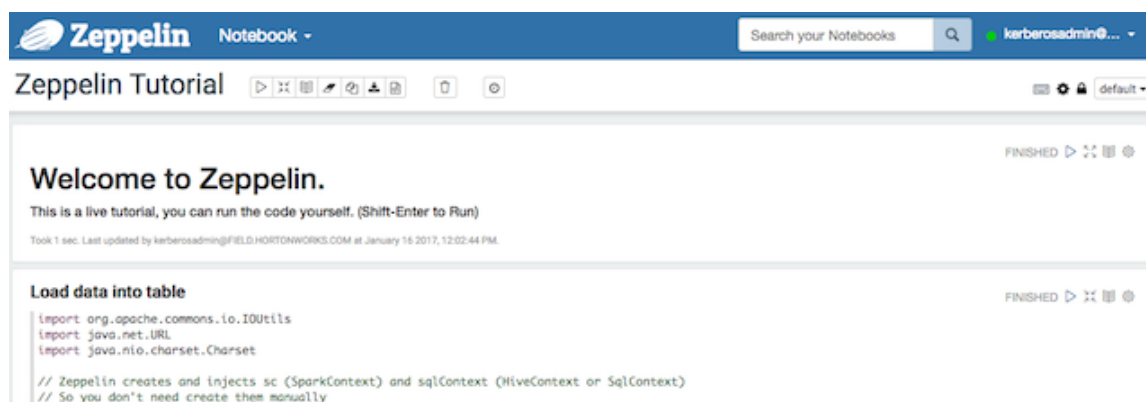 Zeppelin Notebook Search your Notebooks kerberosadmin@...
Zeppelin Tutorial default
FINISHED
Welcome to Zeppelin.
This is a live tutorial, you can run the code yourself. (Shift-Enter to Run)
Took 1 sec. Last updated by kerberosadmin@FIELD.HORTONWORKS.COM at January 16 2017, 12:02:44 PM.
Load data into table
FINISHED
import org.apache.commons.io.IOUtils
import java.net.URL
import java.nio.charset.Charset
// Zeppelin creates and injects sc (SparkContext) and sqlContext (HiveContext or SqlContext)
// So you don't need create them manually